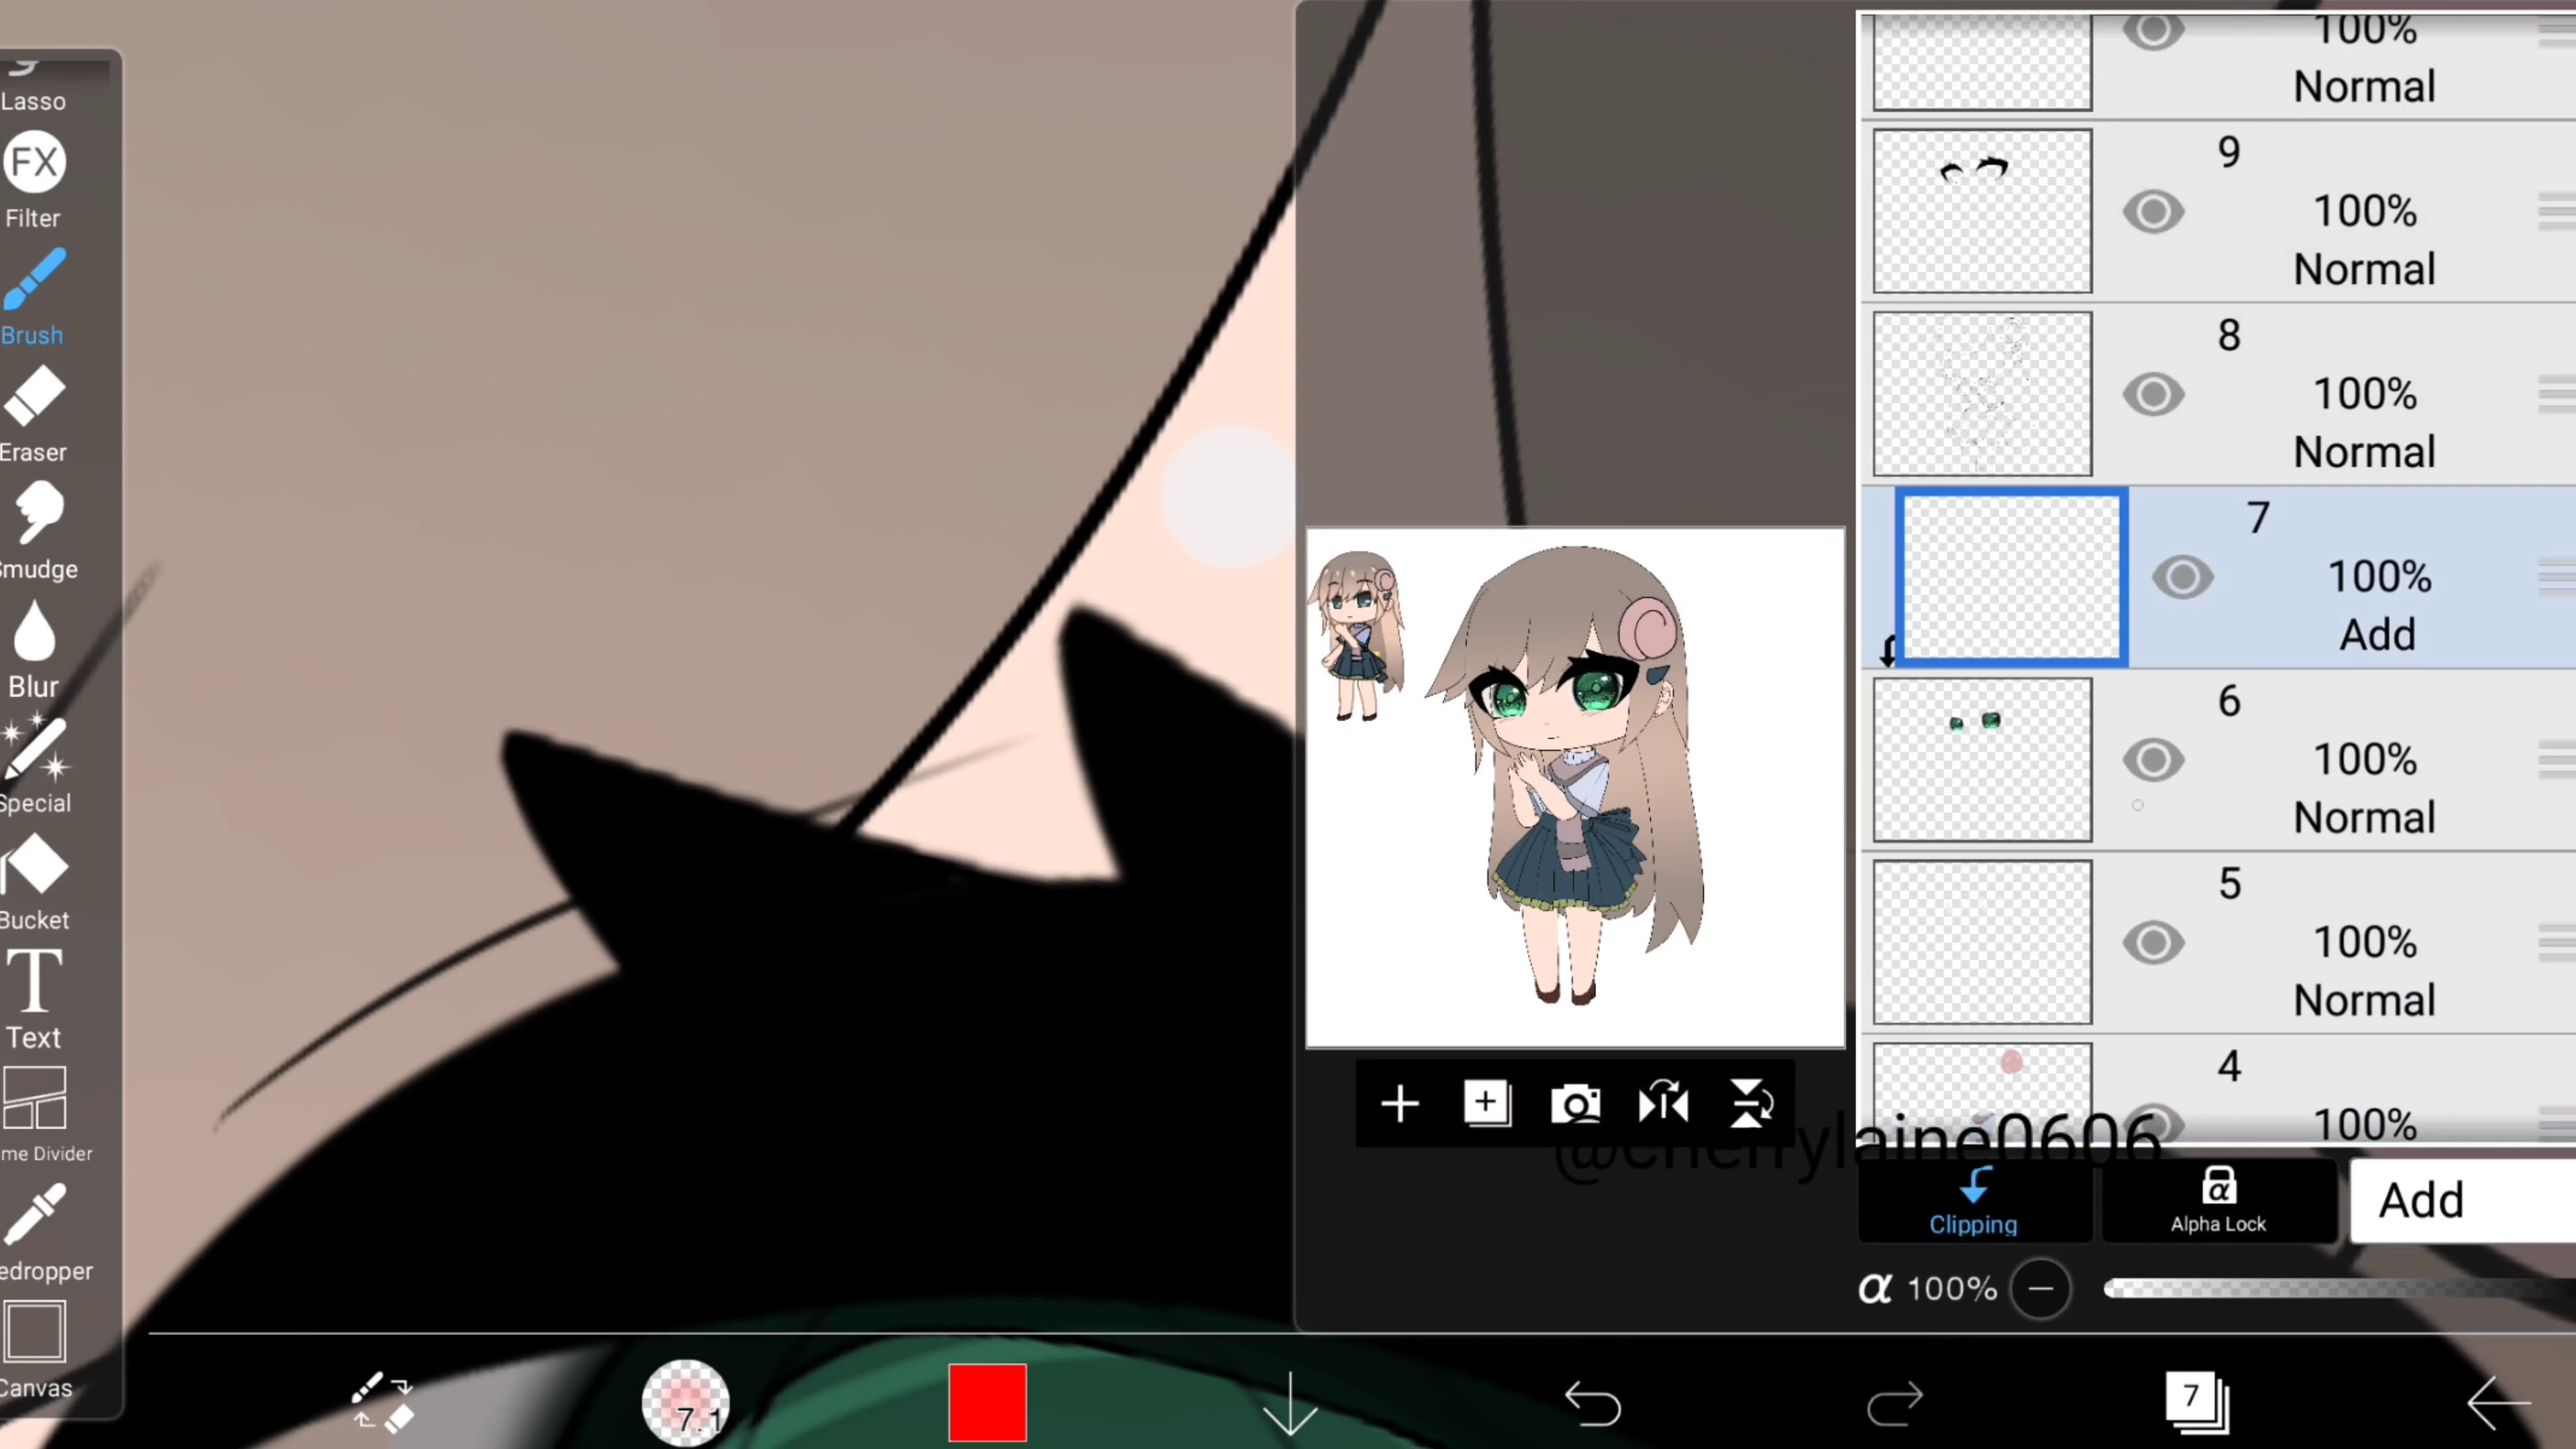 Lasso
FX
Filter
Brush
Eraser
Smudge
Blur
Special
Bucket
T
Text
me Divider
edropper
Canvas
100%
Normal
9
100%
Normal
8
100%
Normal
7
100%
Add
6
100%
Normal
5
100%
Normal
4
100%
@cherrylaine0606
Clipping
α
Alpha Lock
Add
α 100%
7.1
7